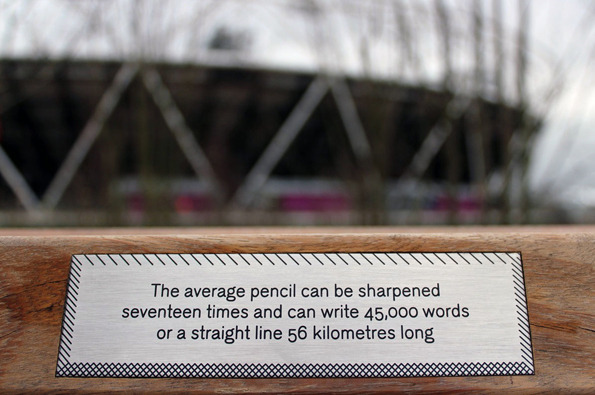 The average pencil can be sharpened
seventeen times and can write 45,000 words
or a straight line 56 kilometres long